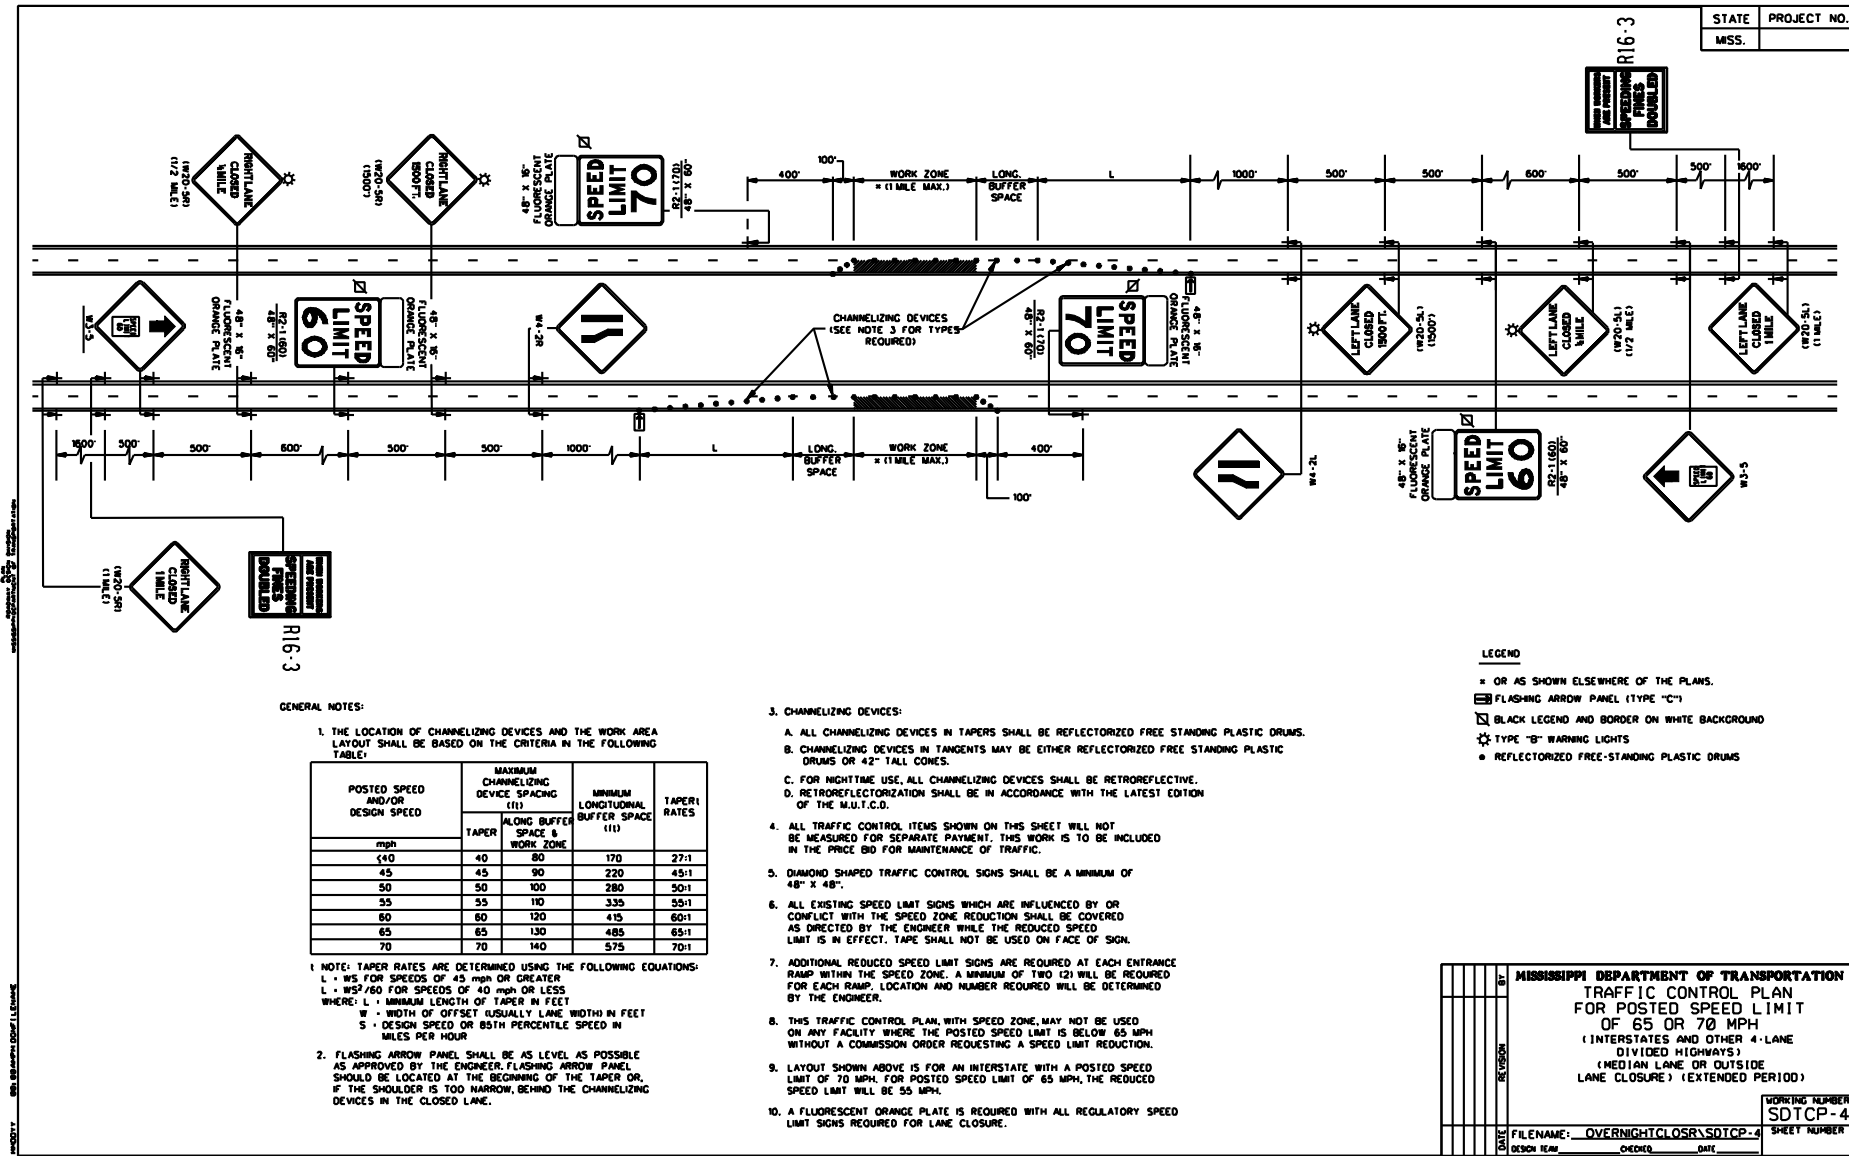 STATE PROJECT NO.
MISS.
R16-3
WHEN WORKERS
ARE PRESENT
SPEEDING
FINES
DOUBLED
RIGHT LANE
CLOSED
½ MILE
(W20-5R)
(1/2 MILE)
RIGHT LANE
CLOSED
1500 FT.
(W20-5R)
(1500')
48" X 16"
FLUORESCENT
ORANGE PLATE
SPEED
LIMIT
70
R2-1(70)
48" X 60"
400'
100'
WORK ZONE
* (1 MILE MAX.)
LONG.
BUFFER
SPACE
L
1000'
500'
500'
600'
500'
500'
1600'
W3-5
SPEED
LIMIT
60
48" X 16"
FLUORESCENT
ORANGE PLATE
R2-1(60)
48" X 60"
SPEED
LIMIT
60
48" X 16"
FLUORESCENT
ORANGE PLATE
W4-2R
CHANNELIZING DEVICES
(SEE NOTE 3 FOR TYPES
REQUIRED)
R2-1(70)
48" X 60"
SPEED
LIMIT
70
48" X 16"
FLUORESCENT
ORANGE PLATE
LEFT LANE
CLOSED
1500 FT.
(W20-5L)
(1500')
LEFT LANE
CLOSED
½ MILE
(W20-5L)
(1/2 MILE)
LEFT LANE
CLOSED
1 MILE
(W20-5L)
(1 MILE)
1600'
500'
500'
600'
500'
500'
1000'
L
LONG.
BUFFER
SPACE
WORK ZONE
* (1 MILE MAX.)
400'
100'
W4-2L
48" X 16"
FLUORESCENT
ORANGE PLATE
SPEED
LIMIT
60
R2-1(60)
48" X 60"
SPEED
LIMIT
60
W3-5
(W20-5R)
(1 MILE)
RIGHT LANE
CLOSED
1 MILE
WHEN WORKERS
ARE PRESENT
SPEEDING
FINES
DOUBLED
R16-3
LEGEND
* OR AS SHOWN ELSEWHERE OF THE PLANS.
FLASHING ARROW PANEL (TYPE "C")
BLACK LEGEND AND BORDER ON WHITE BACKGROUND
TYPE "B" WARNING LIGHTS
REFLECTORIZED FREE-STANDING PLASTIC DRUMS
GENERAL NOTES:
1. THE LOCATION OF CHANNELIZING DEVICES AND THE WORK AREA
LAYOUT SHALL BE BASED ON THE CRITERIA IN THE FOLLOWING
TABLE:
POSTED SPEED
AND/OR
DESIGN SPEED
MAXIMUM
CHANNELIZING
DEVICE SPACING
(ft)
MINIMUM
LONGITUDINAL
BUFFER SPACE
(ft)
TAPER
RATES
TAPER
ALONG BUFFER
SPACE &
WORK ZONE
mph
≤40 40 80 170 27:1
45 45 90 220 45:1
50 50 100 280 50:1
55 55 110 335 55:1
60 60 120 415 60:1
65 65 130 485 65:1
70 70 140 575 70:1
NOTE: TAPER RATES ARE DETERMINED USING THE FOLLOWING EQUATIONS:
L = WS FOR SPEEDS OF 45 mph OR GREATER
L = WS²/60 FOR SPEEDS OF 40 mph OR LESS
WHERE: L = MINIMUM LENGTH OF TAPER IN FEET
W = WIDTH OF OFFSET (USUALLY LANE WIDTH) IN FEET
S = DESIGN SPEED OR 85TH PERCENTILE SPEED IN
MILES PER HOUR
2. FLASHING ARROW PANEL SHALL BE AS LEVEL AS POSSIBLE
AS APPROVED BY THE ENGINEER. FLASHING ARROW PANEL
SHOULD BE LOCATED AT THE BEGINNING OF THE TAPER OR,
IF THE SHOULDER IS TOO NARROW, BEHIND THE CHANNELIZING
DEVICES IN THE CLOSED LANE.
3. CHANNELIZING DEVICES:
A. ALL CHANNELIZING DEVICES IN TAPERS SHALL BE REFLECTORIZED FREE STANDING PLASTIC DRUMS.
B. CHANNELIZING DEVICES IN TANGENTS MAY BE EITHER REFLECTORIZED FREE STANDING PLASTIC
DRUMS OR 42" TALL CONES.
C. FOR NIGHTTIME USE, ALL CHANNELIZING DEVICES SHALL BE RETROREFLECTIVE.
D. RETROREFLECTORIZATION SHALL BE IN ACCORDANCE WITH THE LATEST EDITION
OF THE M.U.T.C.D.
4. ALL TRAFFIC CONTROL ITEMS SHOWN ON THIS SHEET WILL NOT
BE MEASURED FOR SEPARATE PAYMENT. THIS WORK IS TO BE INCLUDED
IN THE PRICE BID FOR MAINTENANCE OF TRAFFIC.
5. DIAMOND SHAPED TRAFFIC CONTROL SIGNS SHALL BE A MINIMUM OF
48" X 48".
6. ALL EXISTING SPEED LIMIT SIGNS WHICH ARE INFLUENCED BY OR
CONFLICT WITH THE SPEED ZONE REDUCTION SHALL BE COVERED
AS DIRECTED BY THE ENGINEER WHILE THE REDUCED SPEED
LIMIT IS IN EFFECT. TAPE SHALL NOT BE USED ON FACE OF SIGN.
7. ADDITIONAL REDUCED SPEED LIMIT SIGNS ARE REQUIRED AT EACH ENTRANCE
RAMP WITHIN THE SPEED ZONE. A MINIMUM OF TWO (2) WILL BE REQUIRED
FOR EACH RAMP. LOCATION AND NUMBER REQUIRED WILL BE DETERMINED
BY THE ENGINEER.
8. THIS TRAFFIC CONTROL PLAN, WITH SPEED ZONE, MAY NOT BE USED
ON ANY FACILITY WHERE THE POSTED SPEED LIMIT IS BELOW 65 MPH
WITHOUT A COMMISSION ORDER REQUESTING A SPEED LIMIT REDUCTION.
9. LAYOUT SHOWN ABOVE IS FOR AN INTERSTATE WITH A POSTED SPEED
LIMIT OF 70 MPH. FOR POSTED SPEED LIMIT OF 65 MPH, THE REDUCED
SPEED LIMIT WILL BE 55 MPH.
10. A FLUORESCENT ORANGE PLATE IS REQUIRED WITH ALL REGULATORY SPEED
LIMIT SIGNS REQUIRED FOR LANE CLOSURE.
BY
REVISION
DATE
MISSISSIPPI DEPARTMENT OF TRANSPORTATION
TRAFFIC CONTROL PLAN
FOR POSTED SPEED LIMIT
OF 65 OR 70 MPH
(INTERSTATES AND OTHER 4-LANE
DIVIDED HIGHWAYS)
(MEDIAN LANE OR OUTSIDE
LANE CLOSURE) (EXTENDED PERIOD)
WORKING NUMBER
SDTCP-4
FILENAME: OVERNIGHTCLOSR\SDTCP-4
SHEET NUMBER
DESIGN TEAM CHECKED DATE